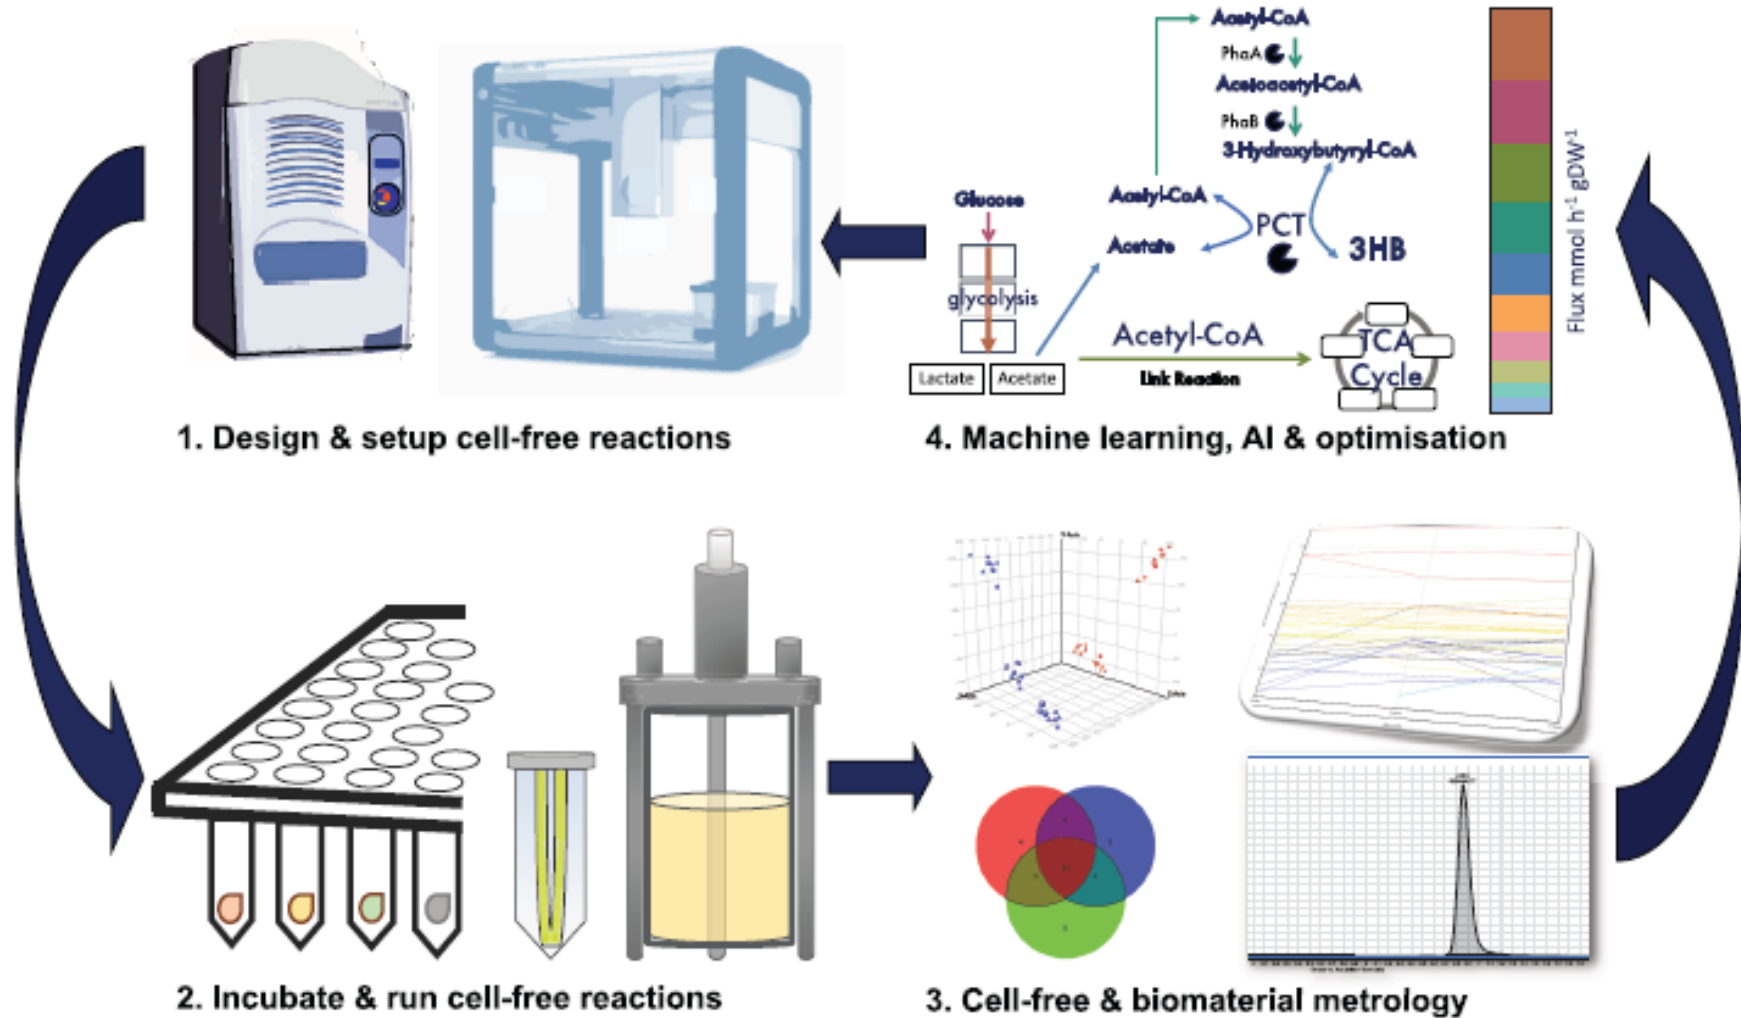 Acetyl-CoA
PhaA
Acetoacetyl-CoA
PhaB
3-Hydroxybutyryl-CoA
Glucose
Acetyl-CoA
PCT
Acetate
3HB
glycolysis
Acetyl-CoA
Link Reaction
TCA
Cycle
Lactate
Acetate
Flux mmol h⁻¹ gDW⁻¹
1. Design & setup cell-free reactions
4. Machine learning, AI & optimisation
2. Incubate & run cell-free reactions
3. Cell-free & biomaterial metrology